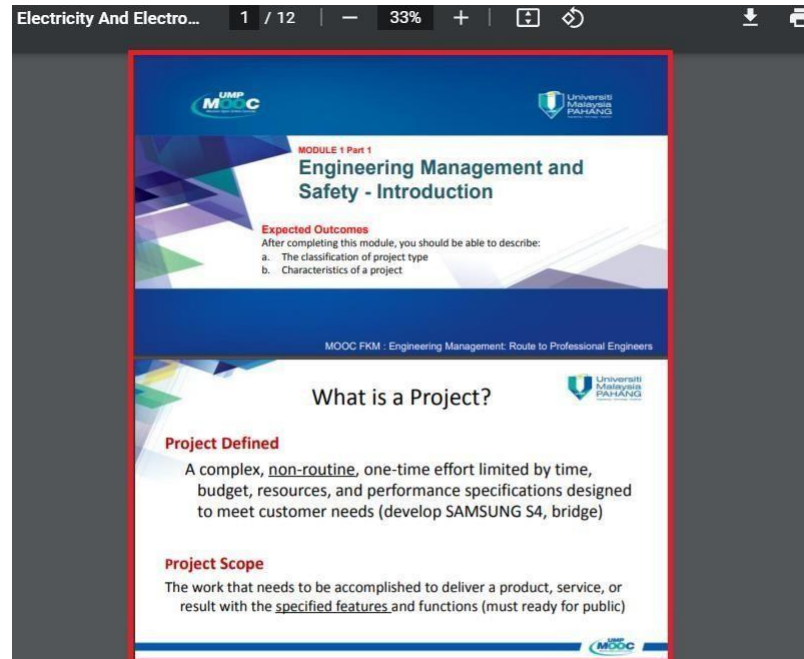 Electricity And Electro... 1 / 12 | − 33% + |
UMP
MOOC
Universiti
Malaysia
PAHANG
MODULE 1 Part 1
Engineering Management and
Safety - Introduction
Expected Outcomes
After completing this module, you should be able to describe:
a. The classification of project type
b. Characteristics of a project
MOOC FKM : Engineering Management: Route to Professional Engineers
What is a Project?
Universiti
Malaysia
PAHANG
Project Defined
A complex, non-routine, one-time effort limited by time,
budget, resources, and performance specifications designed
to meet customer needs (develop SAMSUNG S4, bridge)
Project Scope
The work that needs to be accomplished to deliver a product, service, or
result with the specified features and functions (must ready for public)
UMP
MOOC